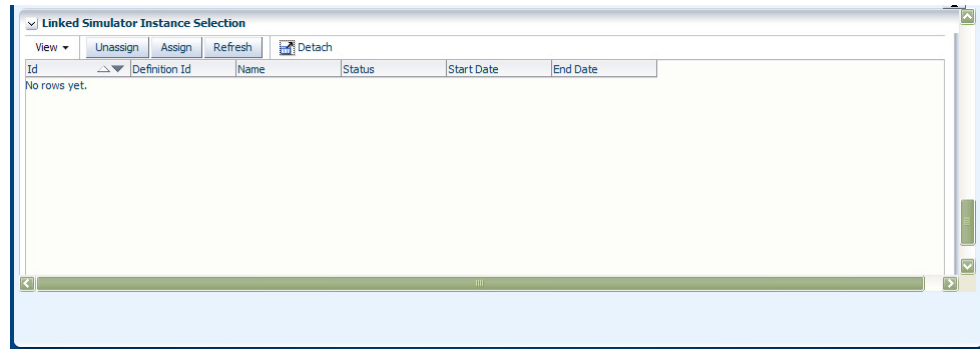 Linked Simulator Instance Selection
View Unassign Assign Refresh Detach
Id Definition Id Name Status Start Date End Date
No rows yet.